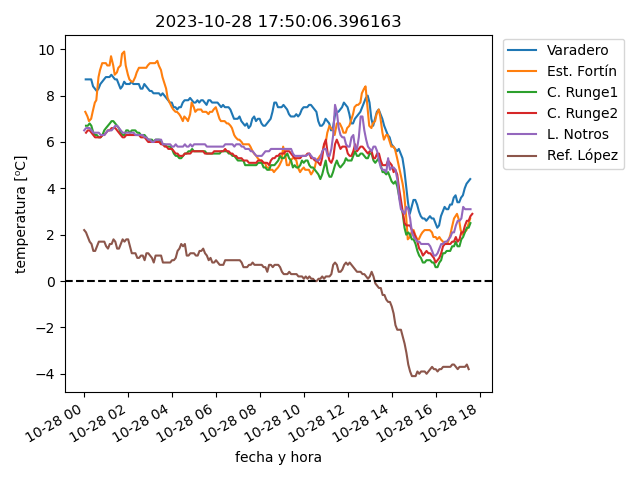 2023-10-28 17:50:06.396163
temperatura [ºC]
10
8
6
4
2
0
−2
−4
10-28 00
10-28 02
10-28 04
10-28 06
10-28 08
10-28 10
10-28 12
10-28 14
10-28 16
10-28 18
fecha y hora
Varadero
Est. Fortín
C. Runge1
C. Runge2
L. Notros
Ref. López